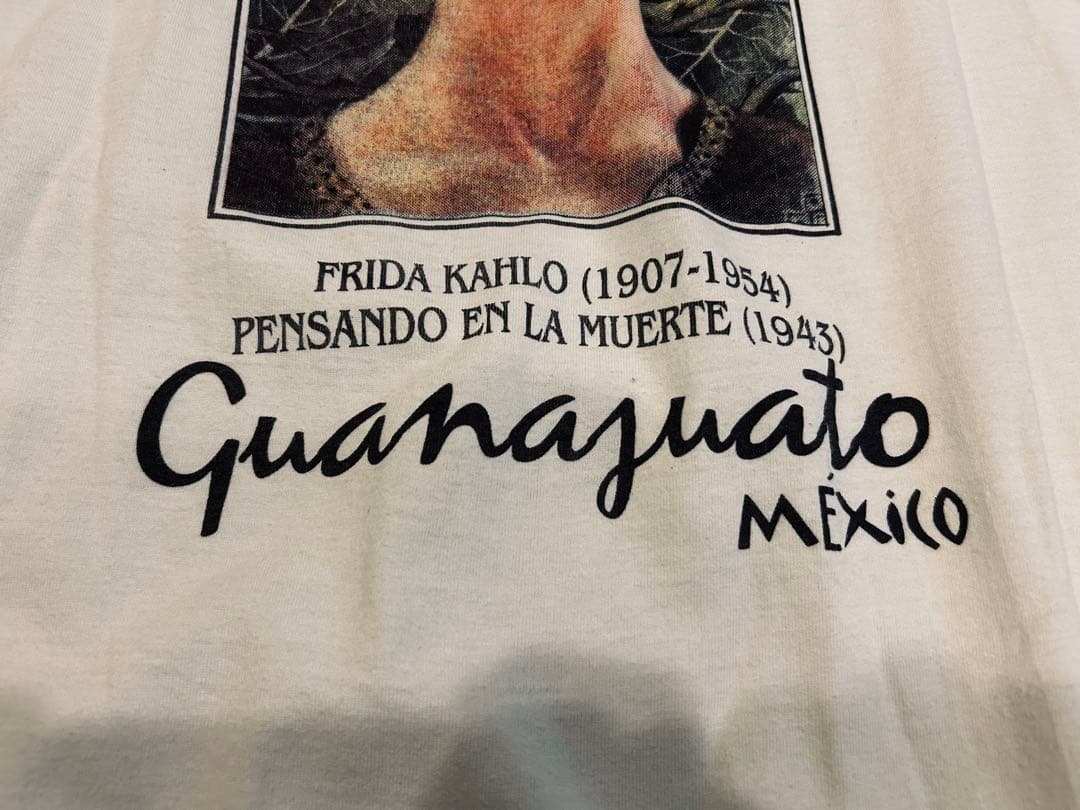 FRIDA KAHLO (1907-1954)
PENSANDO EN LA MUERTE (1943)
Guanajuato
MÉXICO